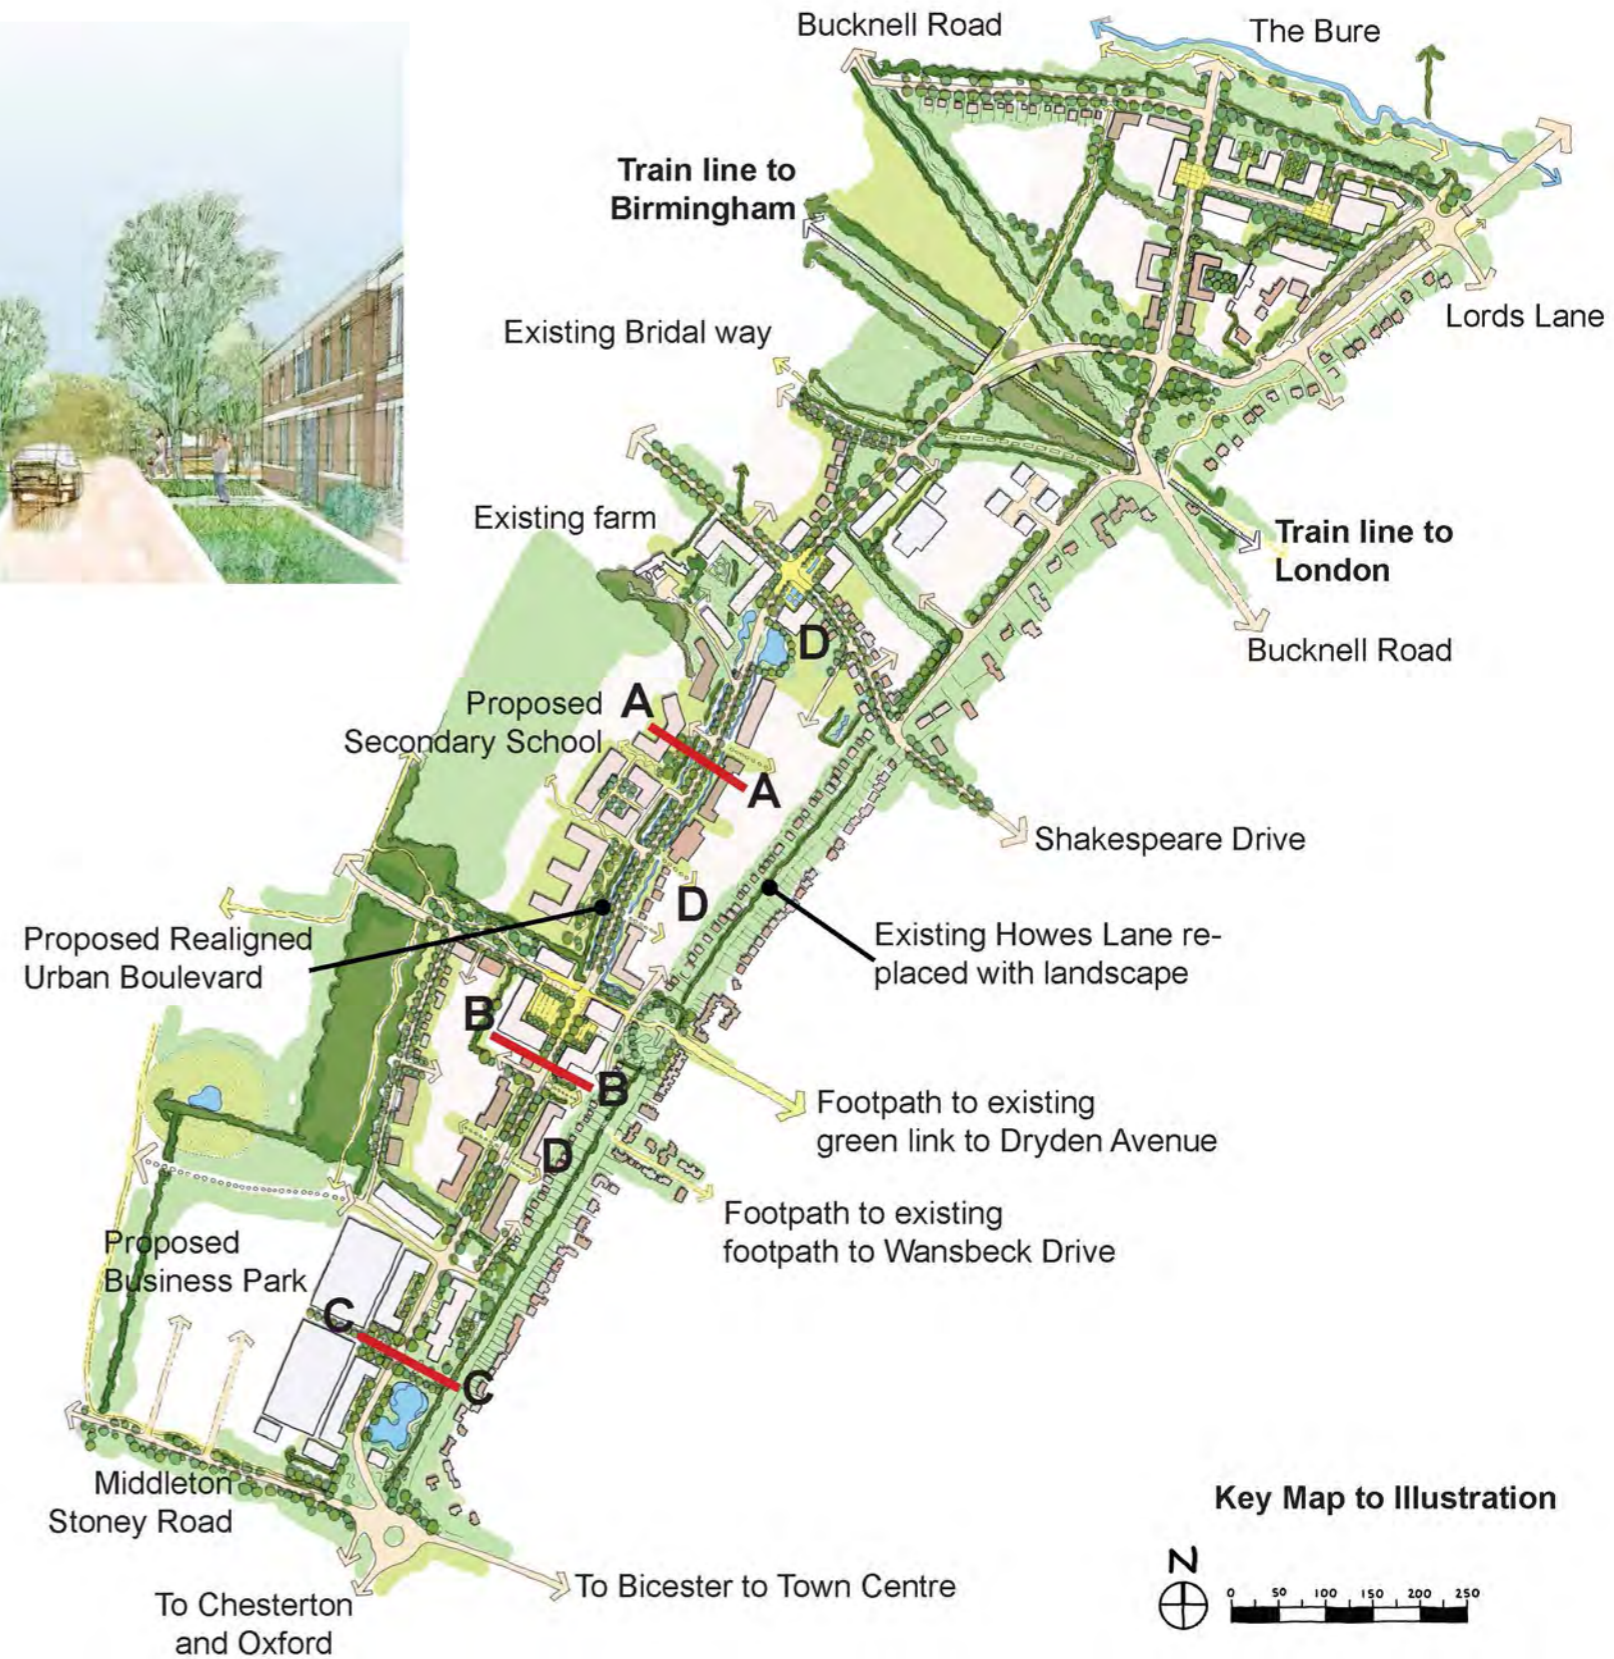 Bucknell Road
The Bure
Train line to
Birmingham
Lords Lane
Existing Bridal way
Existing farm
Train line to
London
Bucknell Road
D
Proposed
Secondary School
A
A
Shakespeare Drive
D
Proposed Realigned
Urban Boulevard
Existing Howes Lane re-
placed with landscape
B
B
Footpath to existing
green link to Dryden Avenue
D
Footpath to existing
footpath to Wansbeck Drive
Proposed
Business Park
C
C
Middleton
Stoney Road
Key Map to Illustration
N
0 50 100 150 200 250
To Bicester to Town Centre
To Chesterton
and Oxford